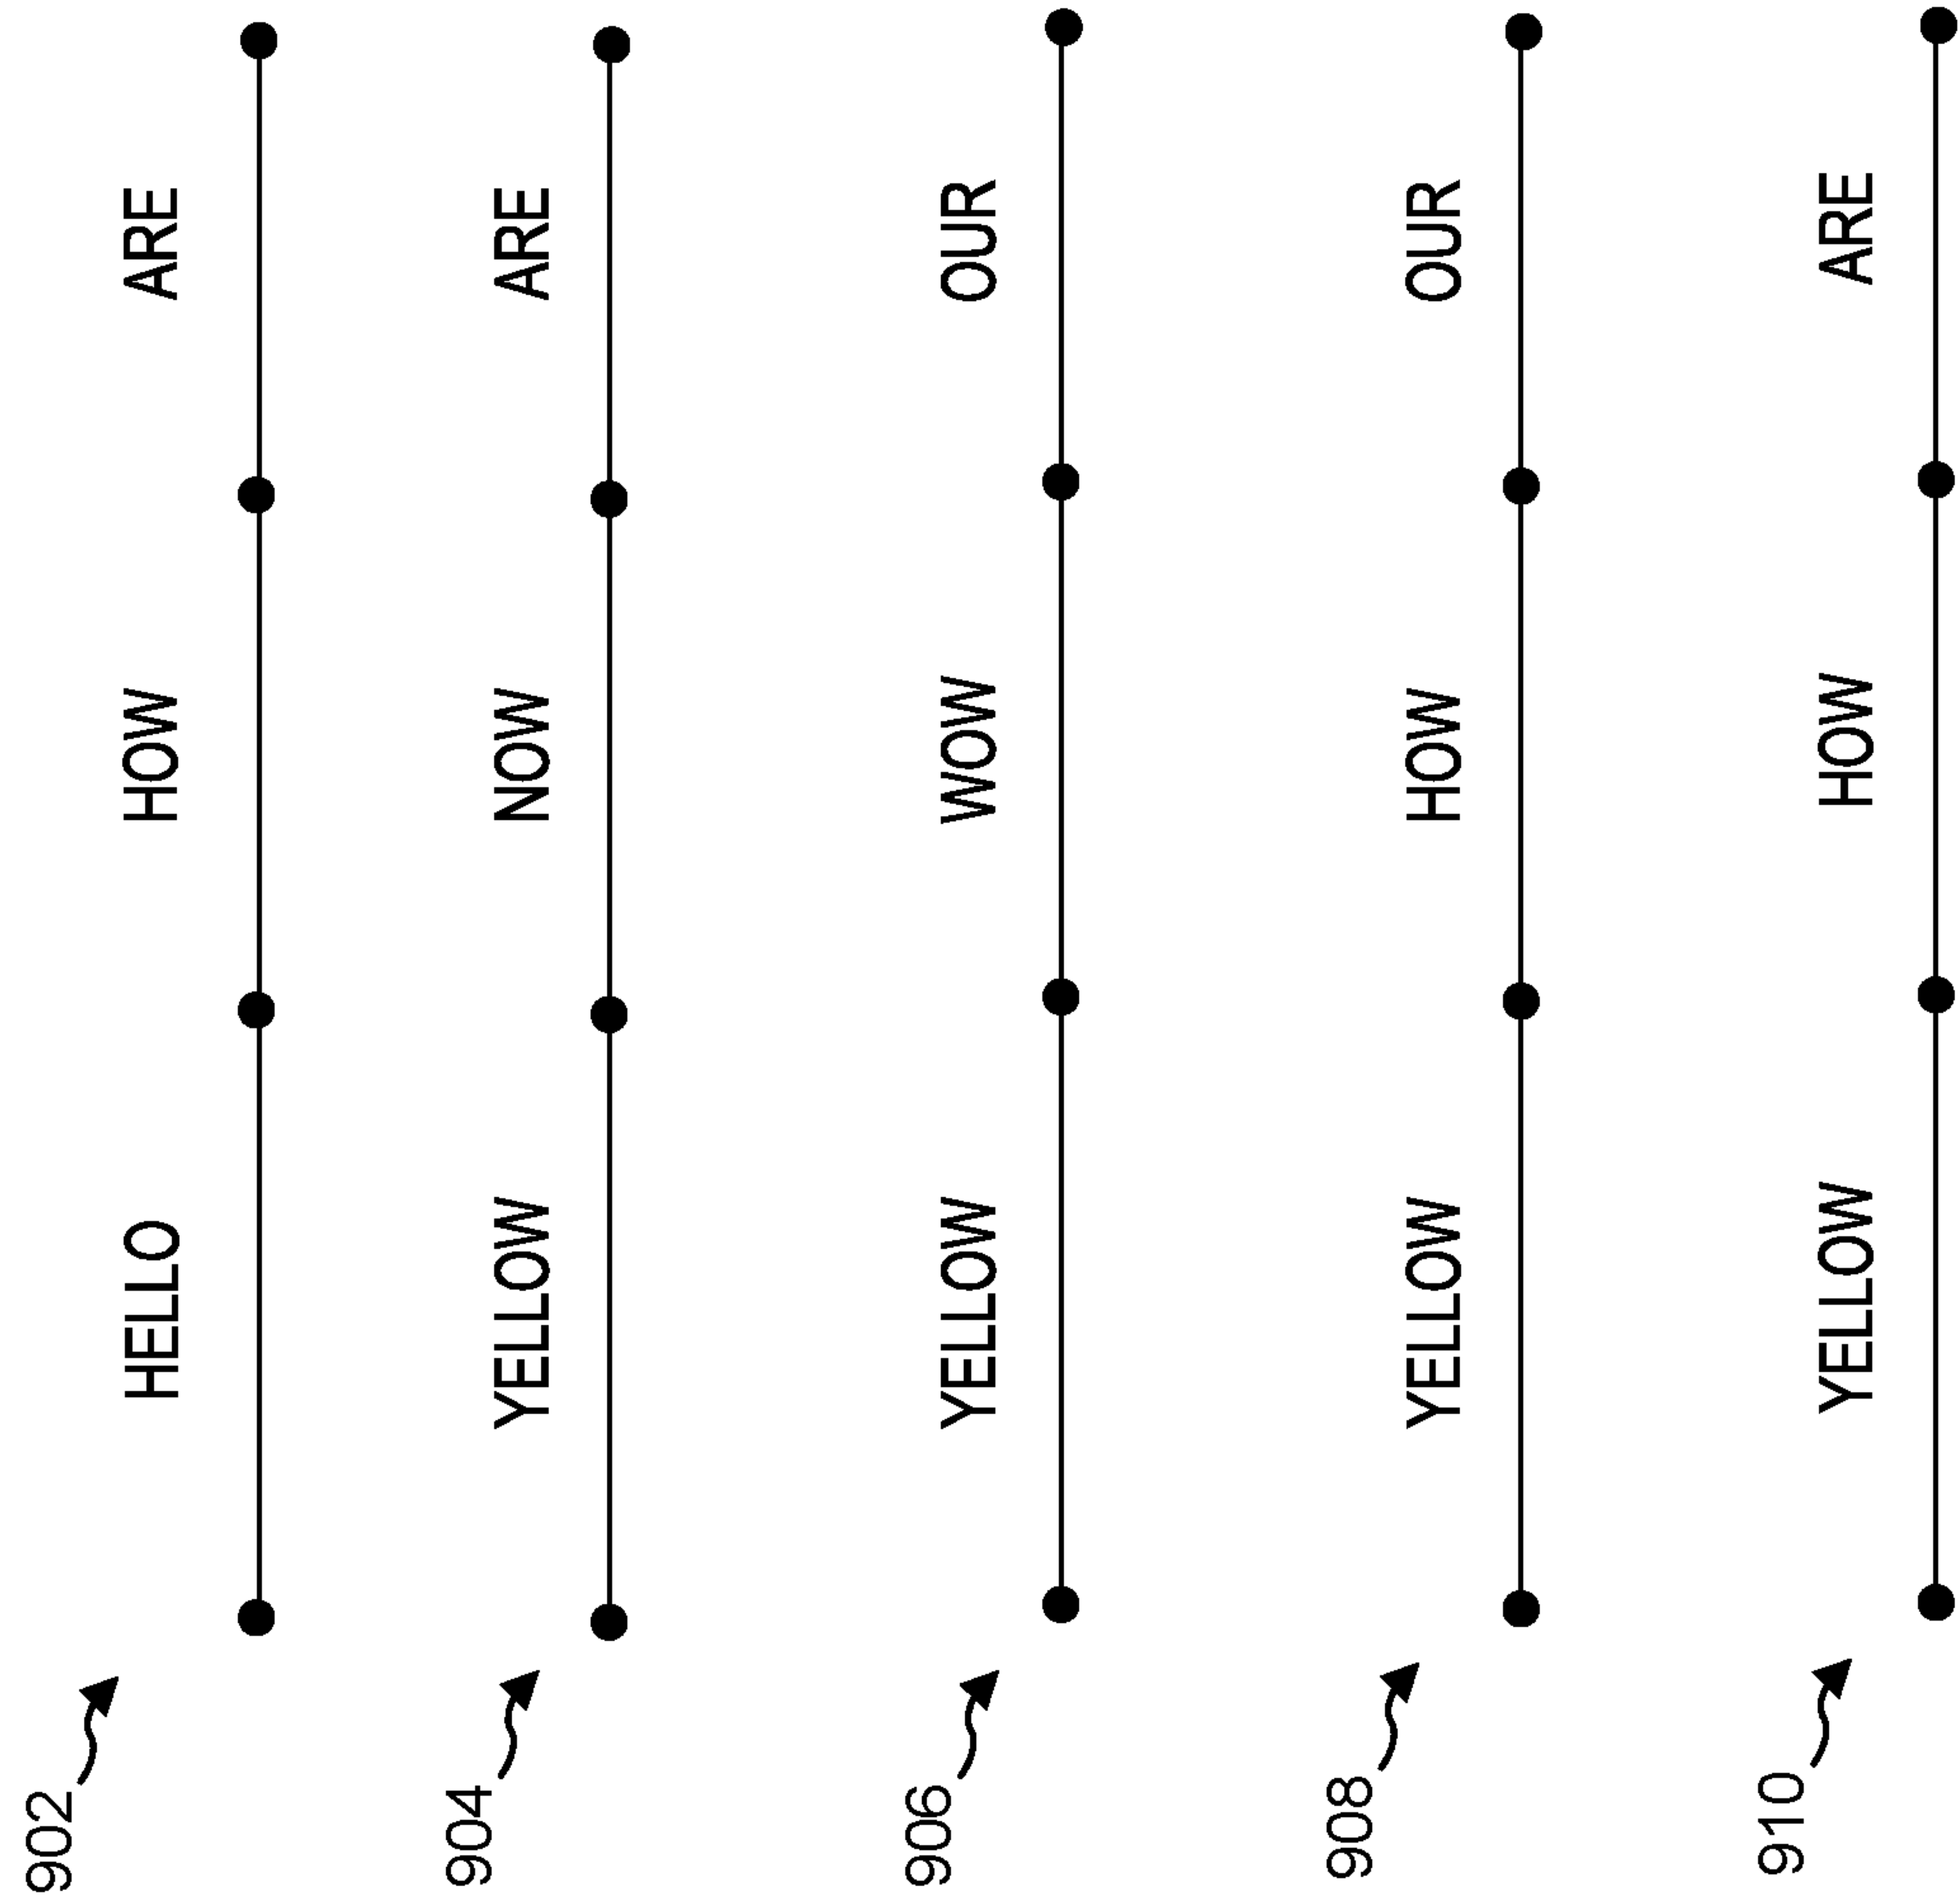 902 HELLO HOW ARE
904 YELLOW NOW ARE
906 YELLOW WOW OUR
908 YELLOW HOW OUR
910 YELLOW HOW ARE